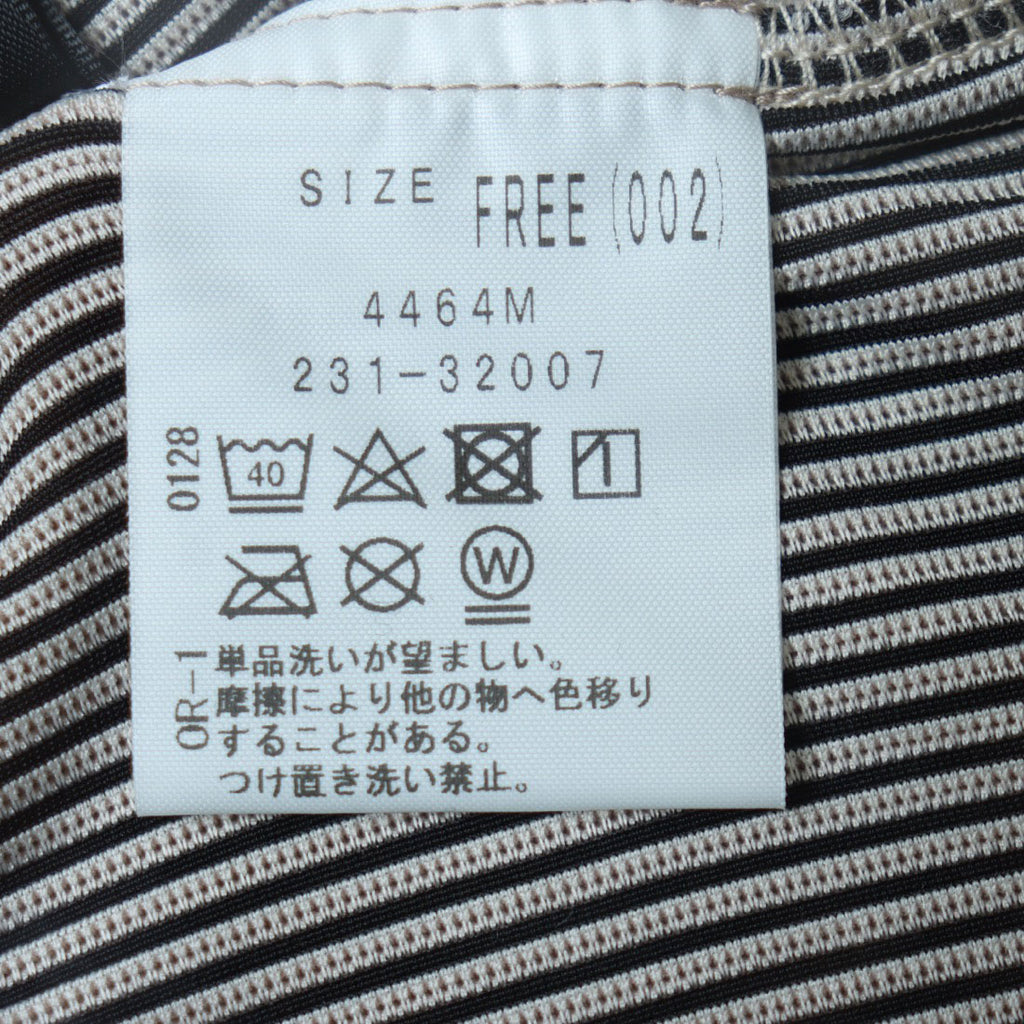 SIZE FREE(002)
4464M
231-32007
0128
40
W
OR-1
単品洗いが望ましい。
摩擦により他の物へ色移り
することがある。
つけ置き洗い禁止。